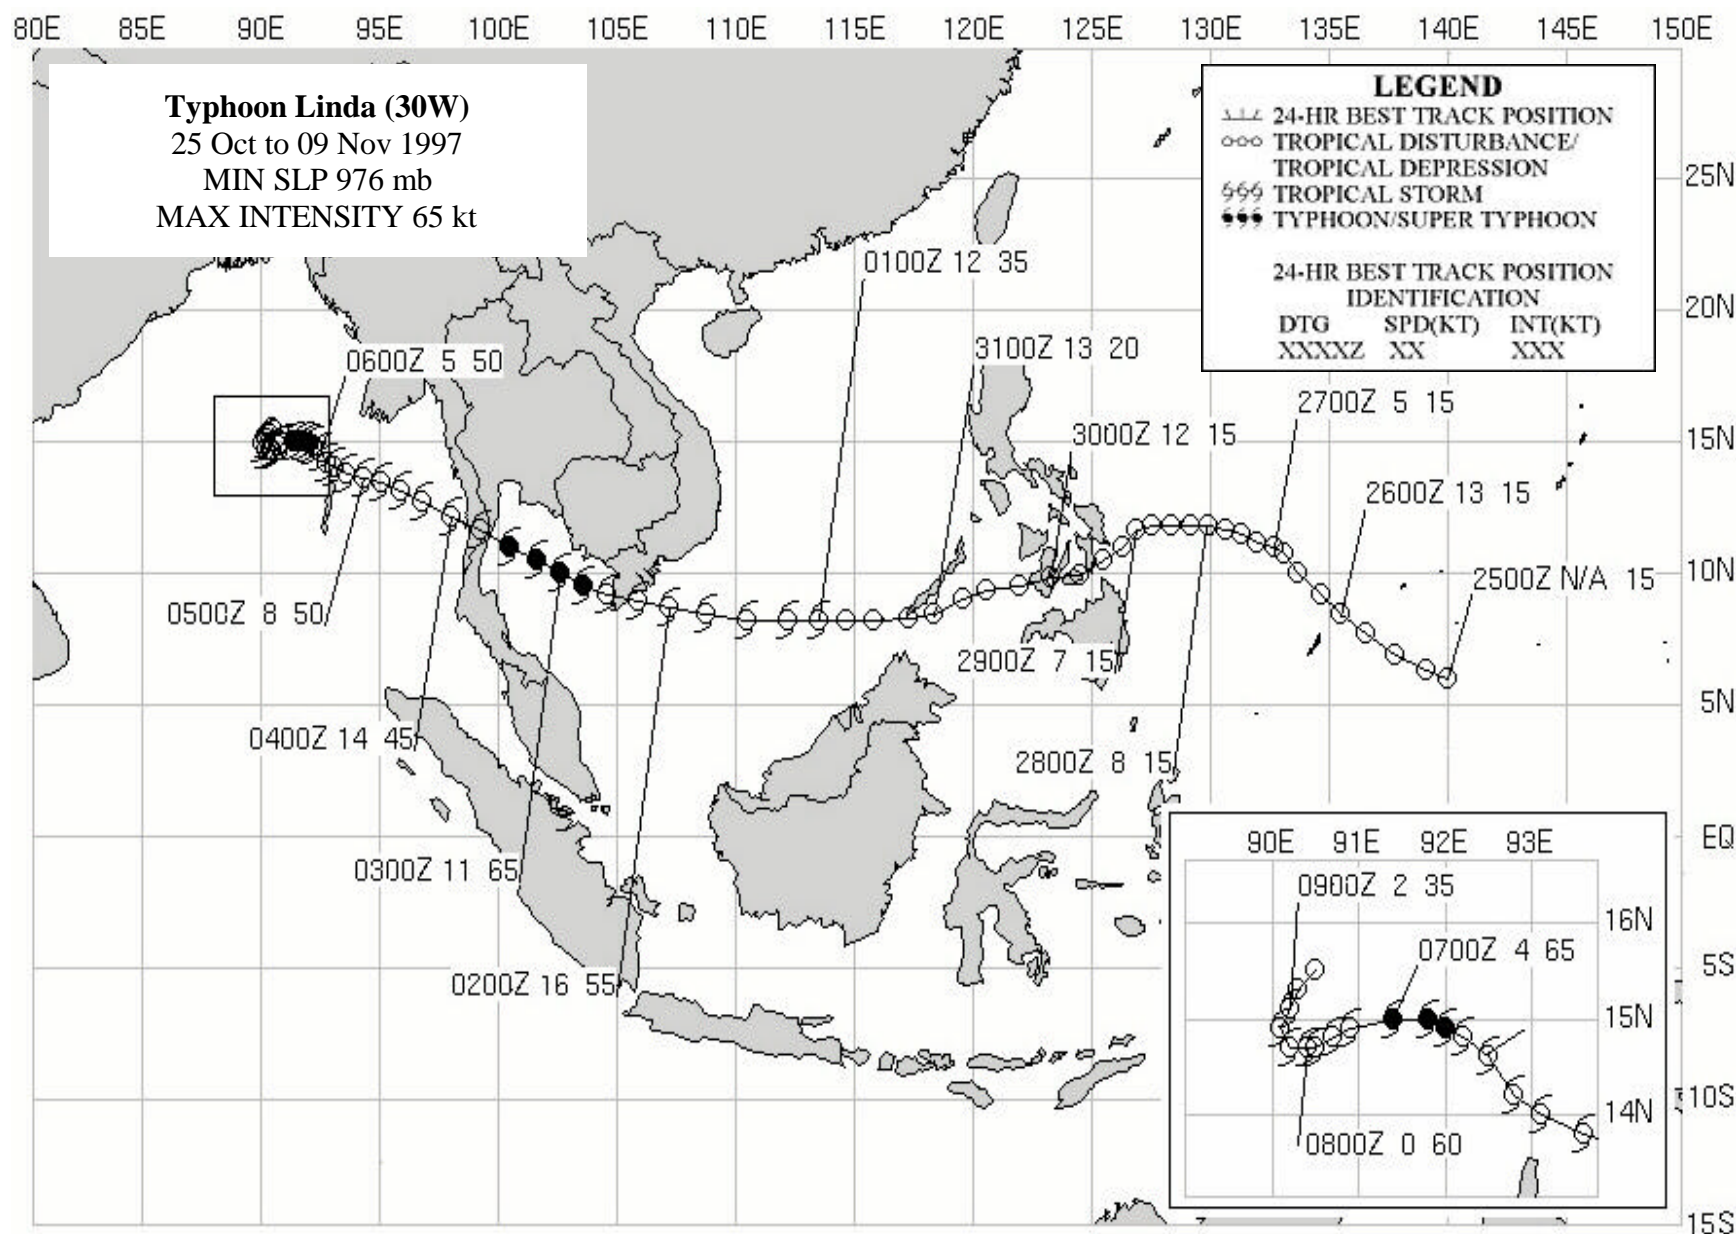 80E 85E 90E 95E 100E 105E 110E 115E 120E 125E 130E 135E 140E 145E 150E
Typhoon Linda (30W)
25 Oct to 09 Nov 1997
MIN SLP 976 mb
MAX INTENSITY 65 kt
LEGEND
24-HR BEST TRACK POSITION
TROPICAL DISTURBANCE/
TROPICAL DEPRESSION
TROPICAL STORM
TYPHOON/SUPER TYPHOON
24-HR BEST TRACK POSITION
IDENTIFICATION
DTG SPD(KT) INT(KT)
XXXXZ XX XXX
25N
20N
15N
10N
5N
EQ
5S
10S
15S
0100Z 12 35
0600Z 5 50
3100Z 13 20
2700Z 5 15
3000Z 12 15
2600Z 13 15
2500Z N/A 15
0500Z 8 50
2900Z 7 15
0400Z 14 45
2800Z 8 15
0300Z 11 65
0200Z 16 55
90E 91E 92E 93E
0900Z 2 35
16N
0700Z 4 65
15N
14N
0800Z 0 60